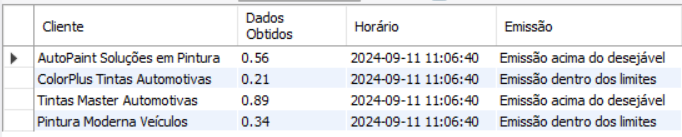 Cliente Dados Obtidos Horário Emissão
AutoPaint Soluções em Pintura 0.56 2024-09-11 11:06:40 Emissão acima do desejável
ColorPlus Tintas Automotivas 0.21 2024-09-11 11:06:40 Emissão dentro dos limites
Tintas Master Automotivas 0.89 2024-09-11 11:06:40 Emissão acima do desejável
Pintura Moderna Veículos 0.34 2024-09-11 11:06:40 Emissão dentro dos limites